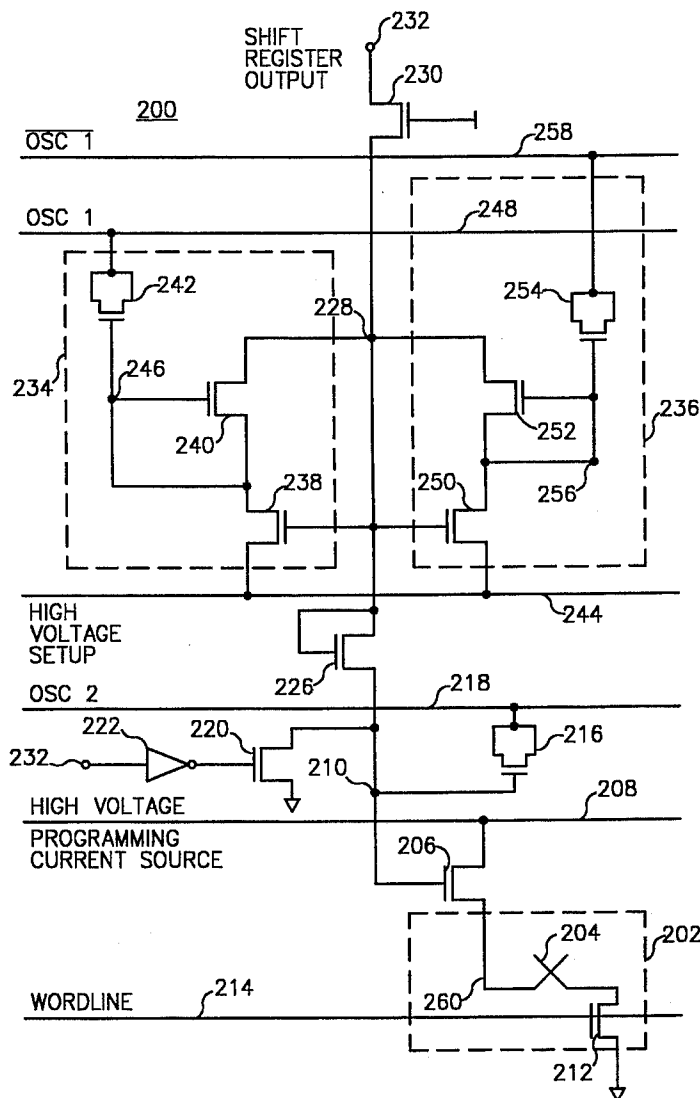 232
SHIFT
REGISTER
OUTPUT
230
200
OSC 1
258
OSC 1
248
242
254
228
234
246
236
240
252
238
250
256
HIGH
VOLTAGE
SETUP
244
226
OSC 2
218
222
220
216
232
210
HIGH VOLTAGE
208
PROGRAMMING
CURRENT SOURCE
206
204
202
WORDLINE
214
260
212